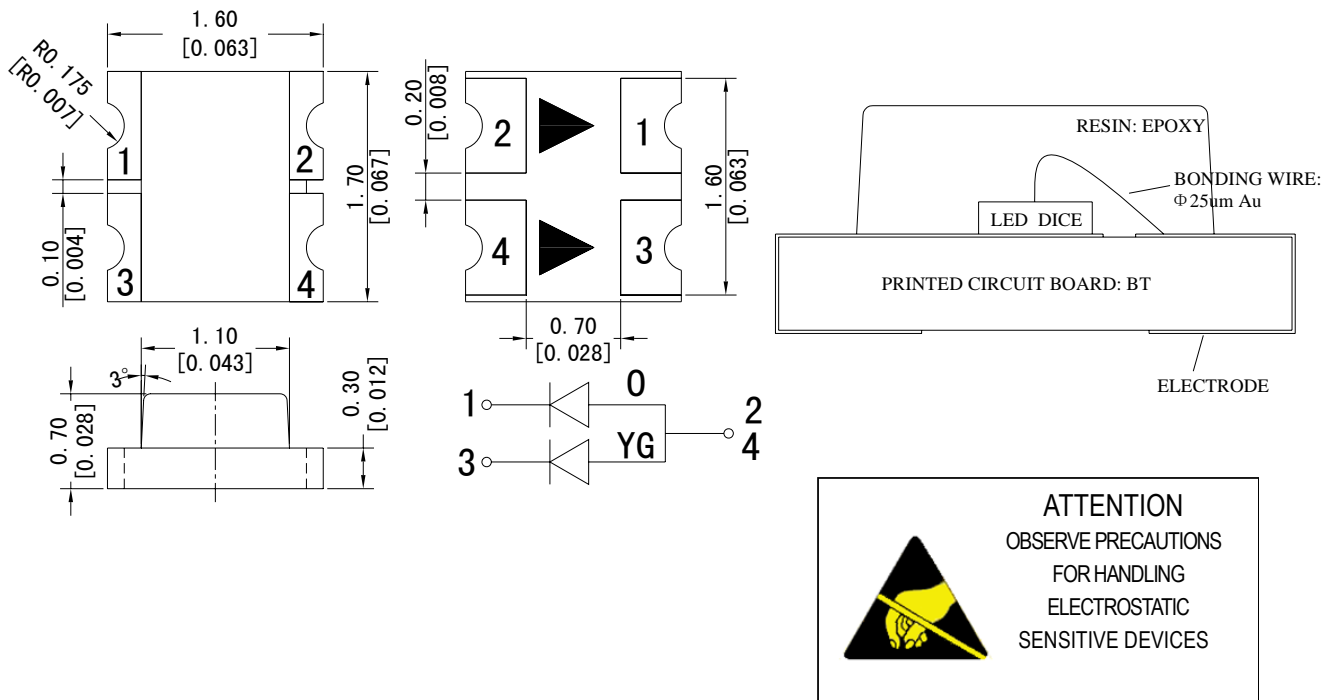 1. 60
[0. 063]
R0. 175
[R0. 007]
1
2
3
4
0. 10
[0. 004]
1. 70
[0. 067]
0. 20
[0. 008]
2
1
4
3
1. 60
[0. 063]
0. 70
[0. 028]
RESIN: EPOXY
BONDING WIRE:
Φ25um Au
LED DICE
PRINTED CIRCUIT BOARD: BT
ELECTRODE
1. 10
[0. 043]
3°
0. 70
[0. 028]
0. 30
[0. 012]
1
O
2
3
YG
4
ATTENTION
OBSERVE PRECAUTIONS
FOR HANDLING
ELECTROSTATIC
SENSITIVE DEVICES